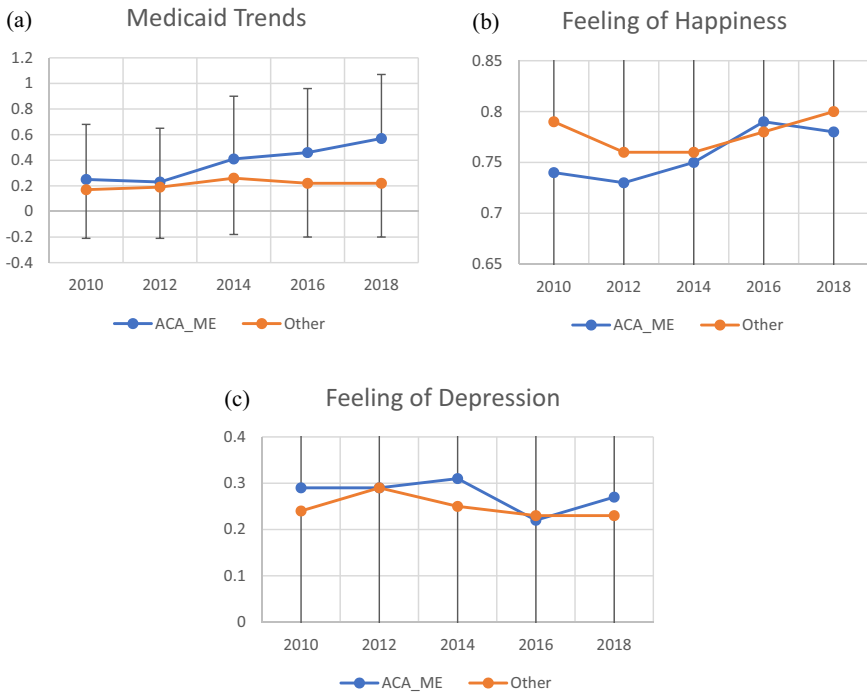 (a)
Medicaid Trends
1.2
1
0.8
0.6
0.4
0.2
0
-0.2
-0.4
2010 2012 2014 2016 2018
ACA_ME Other
(b)
Feeling of Happiness
0.85
0.8
0.75
0.7
0.65
2010 2012 2014 2016 2018
ACA_ME Other
(c)
Feeling of Depression
0.4
0.3
0.2
0.1
0
2010 2012 2014 2016 2018
ACA_ME Other